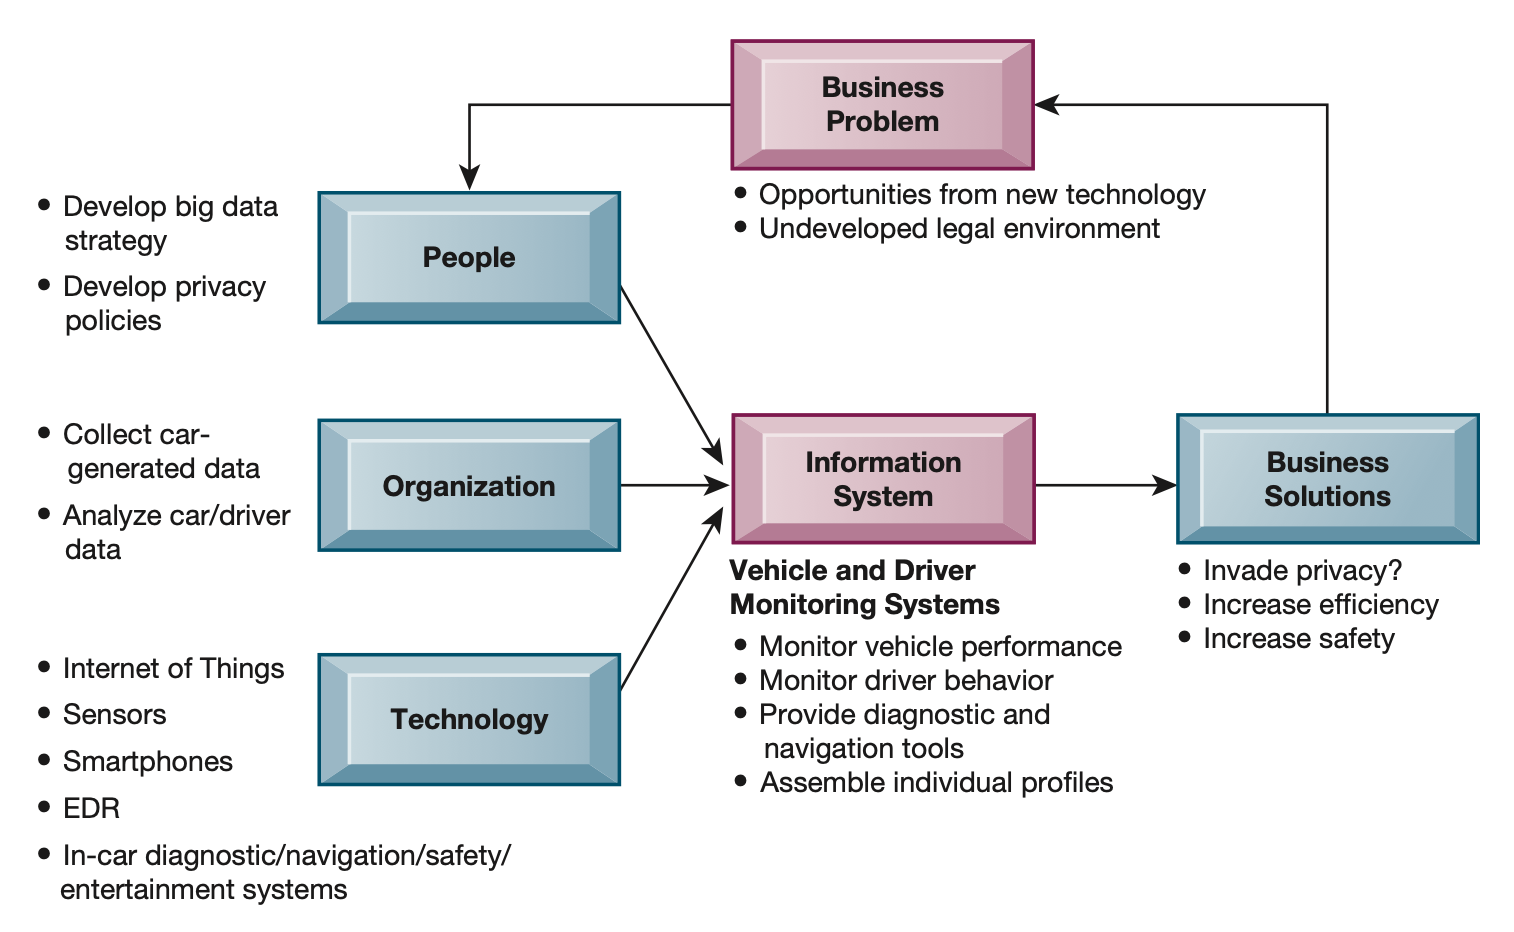 Business
Problem
• Opportunities from new technology
• Undeveloped legal environment
• Develop big data
strategy
• Develop privacy
policies
People
• Collect car-
generated data
• Analyze car/driver
data
Organization
• Internet of Things
• Sensors
• Smartphones
• EDR
• In-car diagnostic/navigation/safety/
entertainment systems
Technology
Information
System
Vehicle and Driver
Monitoring Systems
• Monitor vehicle performance
• Monitor driver behavior
• Provide diagnostic and
navigation tools
• Assemble individual profiles
Business
Solutions
• Invade privacy?
• Increase efficiency
• Increase safety